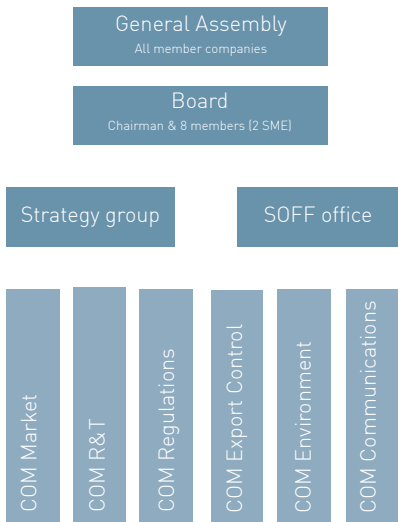 General Assembly
All member companies
Board
Chairman & 8 members (2 SME)
Strategy group
SOFF office
COM Market
COM R&T
COM Regulations
COM Export Control
COM Environment
COM Communications